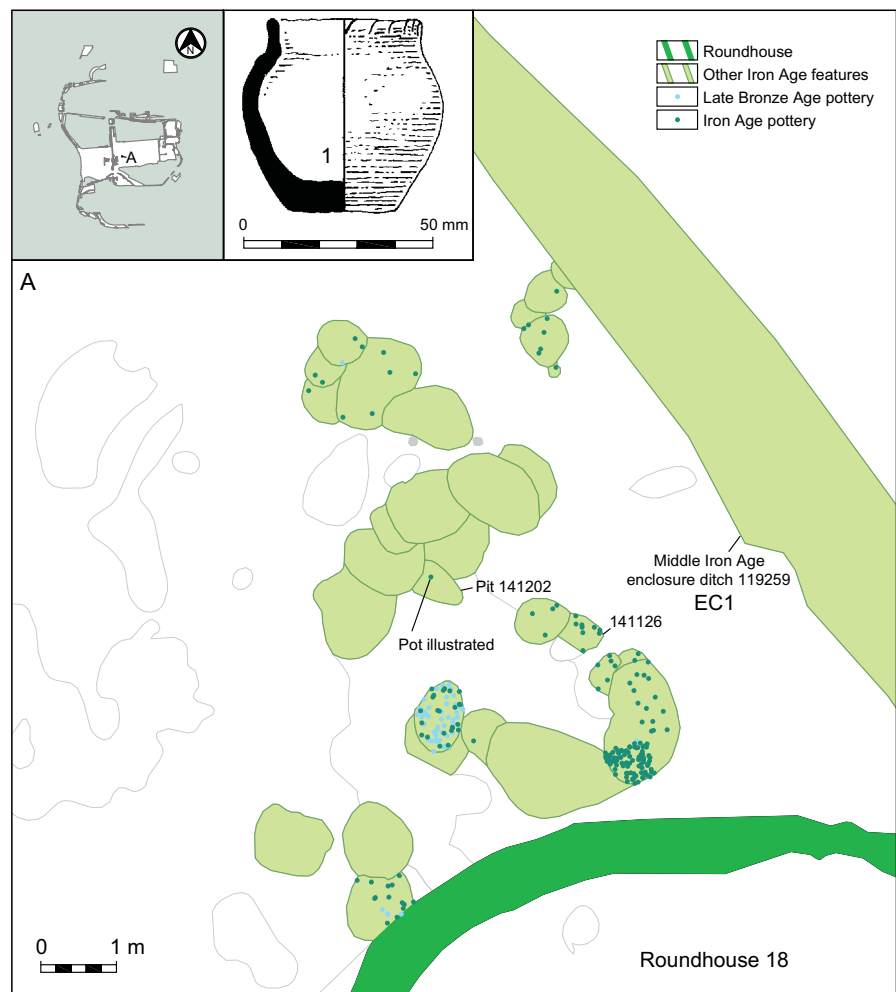 N
A
1
0 50 mm
Roundhouse
Other Iron Age features
Late Bronze Age pottery
Iron Age pottery
A
Middle Iron Age
enclosure ditch 119259
EC1
Pit 141202
141126
Pot illustrated
0 1 m
Roundhouse 18